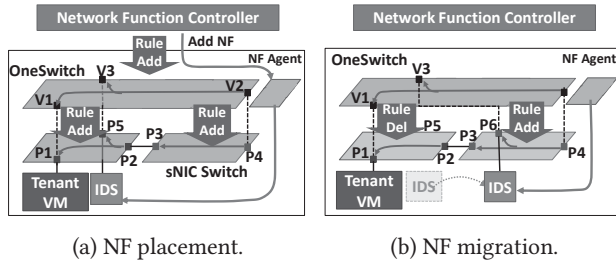 Network Function Controller
Add NF
Rule Add
NF Agent
OneSwitch
V3
V2
V1
Rule Add
P5
P3
Rule Add
P1
P2
P4
sNIC Switch
Tenant VM
IDS
(a) NF placement.
Network Function Controller
OneSwitch
NF Agent
V3
V1
Rule Del
P5
P6
Rule Add
P3
P1
P2
P4
Tenant VM
IDS
IDS
(b) NF migration.